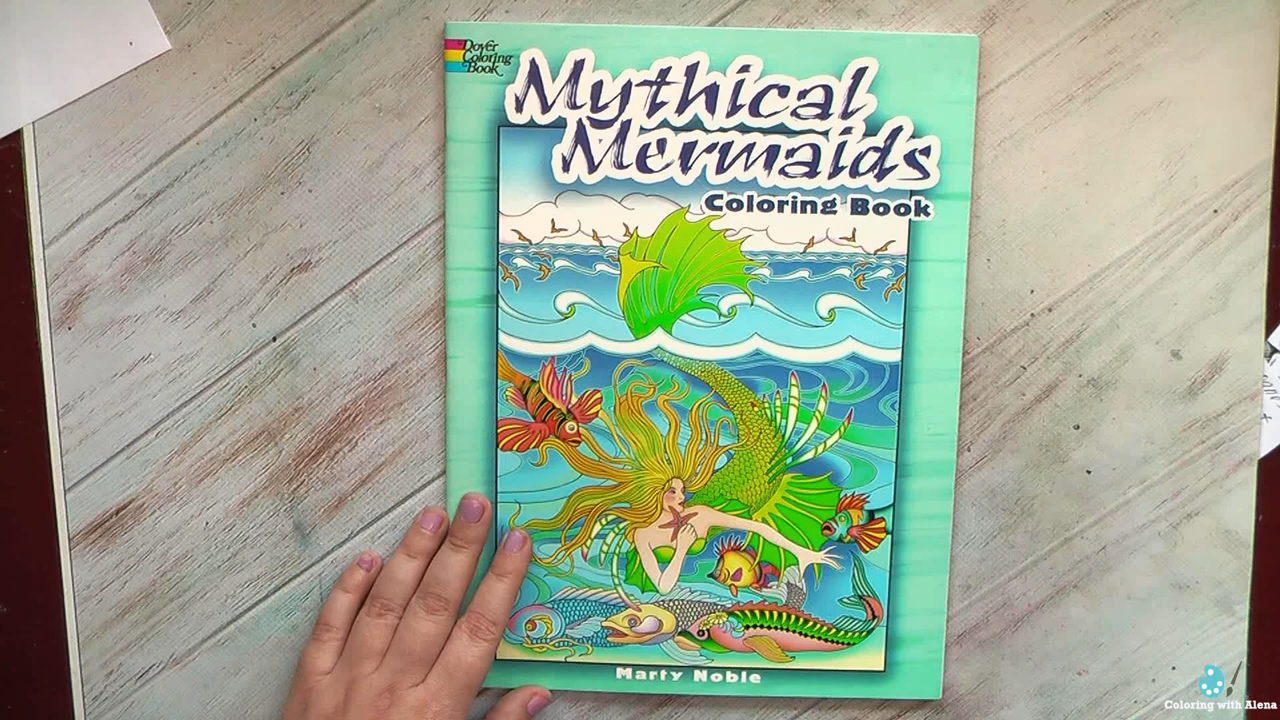 Dover
Coloring
Book
Mythical
Mermaids
Coloring Book
Marty Noble
Coloring with Alena